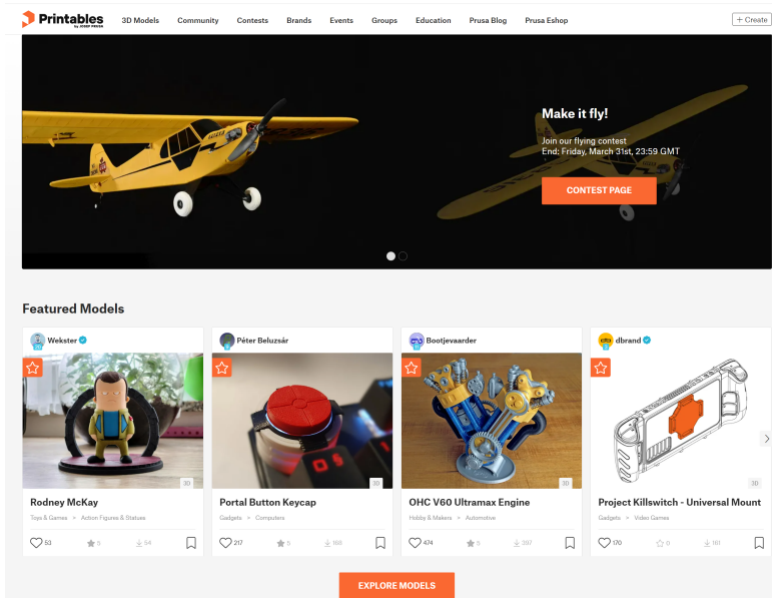 Printables
by JOSEF PRUSA
3D Models Community Contests Brands Events Groups Education Prusa Blog Prusa Eshop
+ Create
Make it fly!
Join our flying contest
End: Friday, March 31st, 23:59 GMT
CONTEST PAGE
Featured Models
Wekster
3D
Rodney McKay
Toys & Games > Action Figures & Statues
53 5 54
Péter Beluzsár
3D
Portal Button Keycap
Gadgets > Computers
217 5
Bootjevaarder
3D
OHC V60 Ultramax Engine
Hobby & Makers > Automotive
474 5
dbrand
3D
Project Killswitch - Universal Mount
Gadgets > Video Games
170 0 161
EXPLORE MODELS